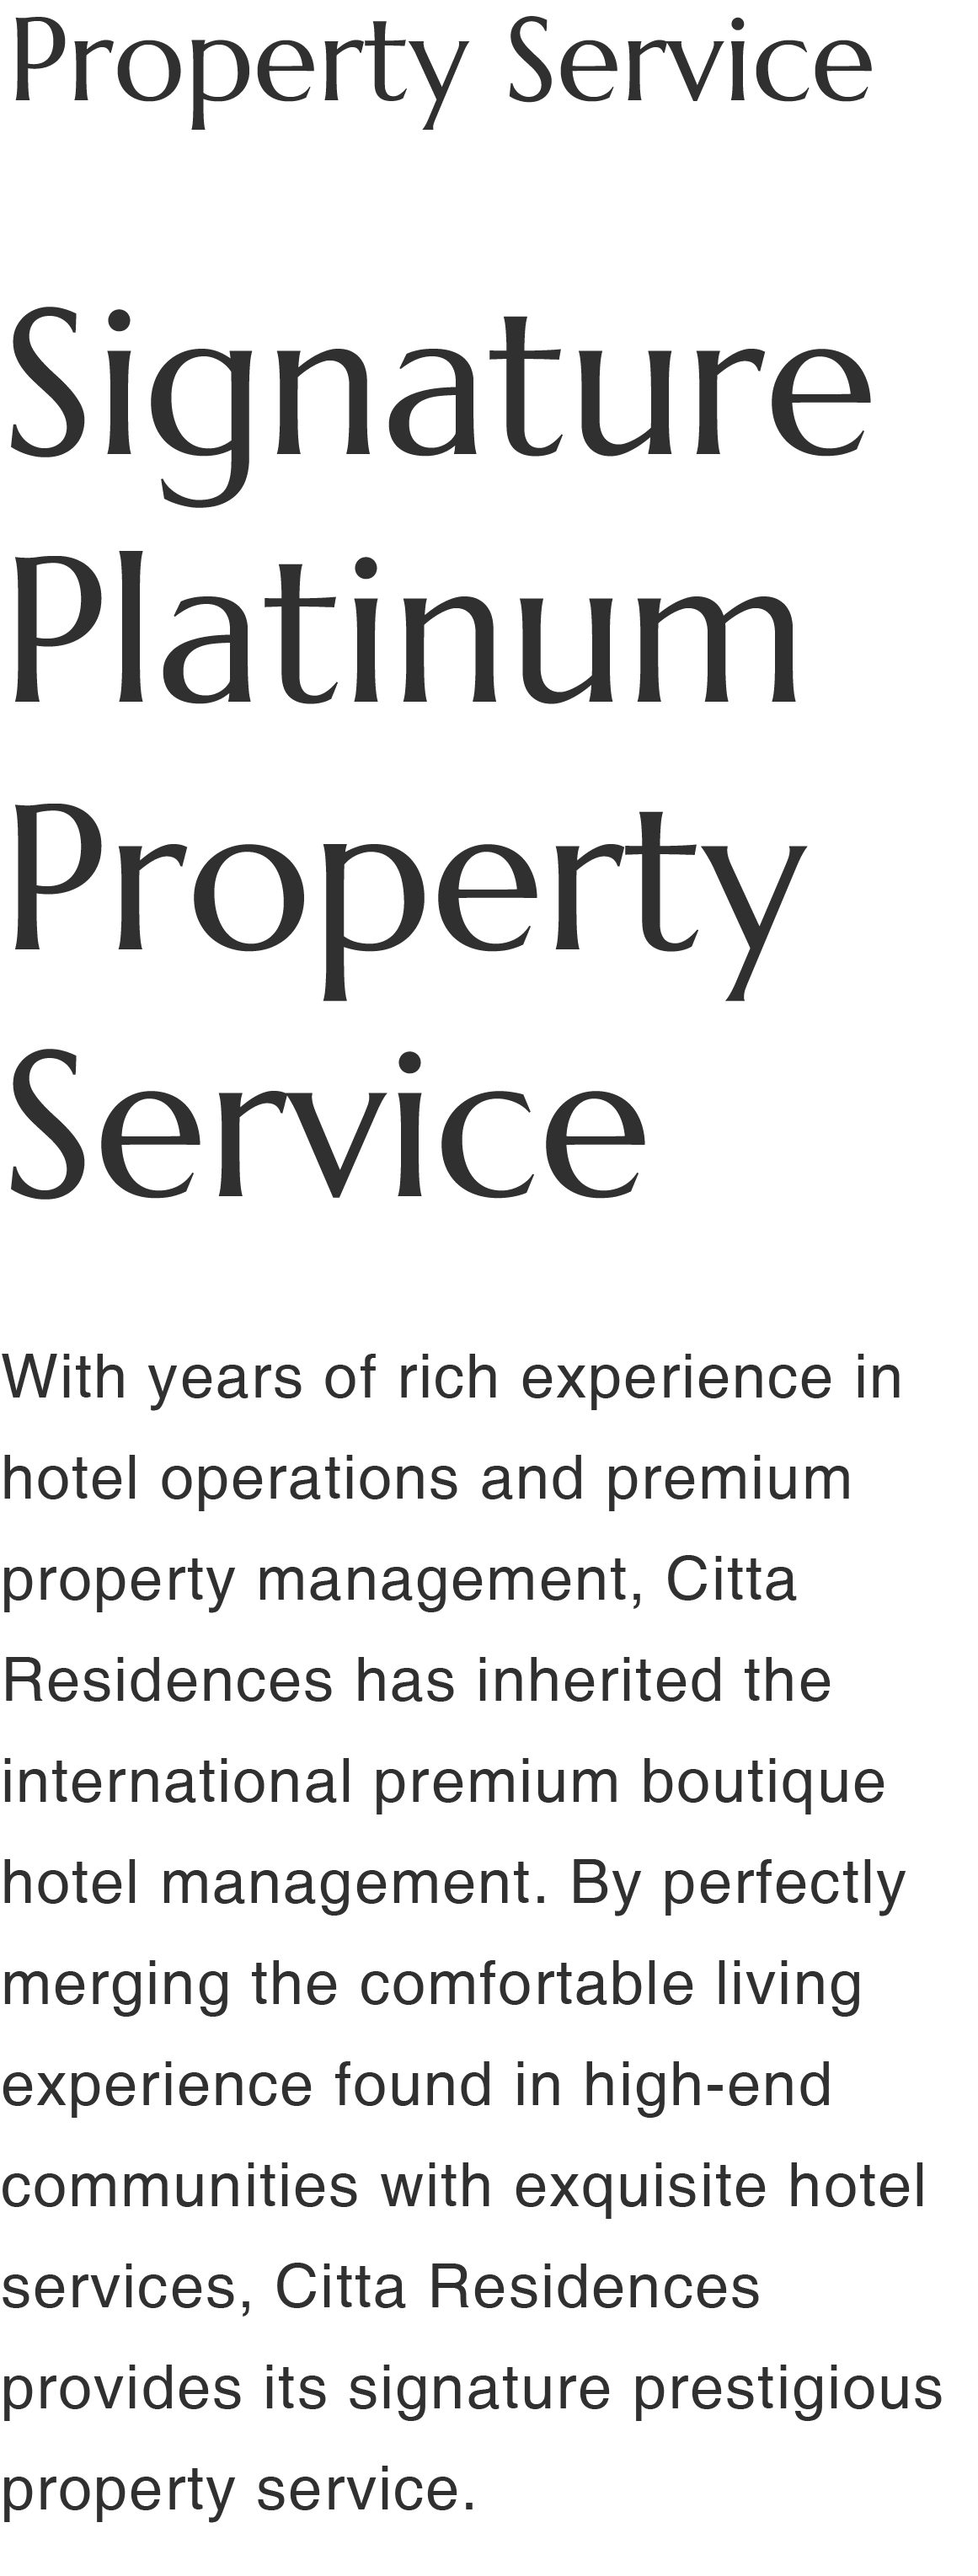 Property Service
Signature
Platinum
Property
Service
With years of rich experience in
hotel operations and premium
property management, Citta
Residences has inherited the
international premium boutique
hotel management. By perfectly
merging the comfortable living
experience found in high-end
communities with exquisite hotel
services, Citta Residences
provides its signature prestigious
property service.